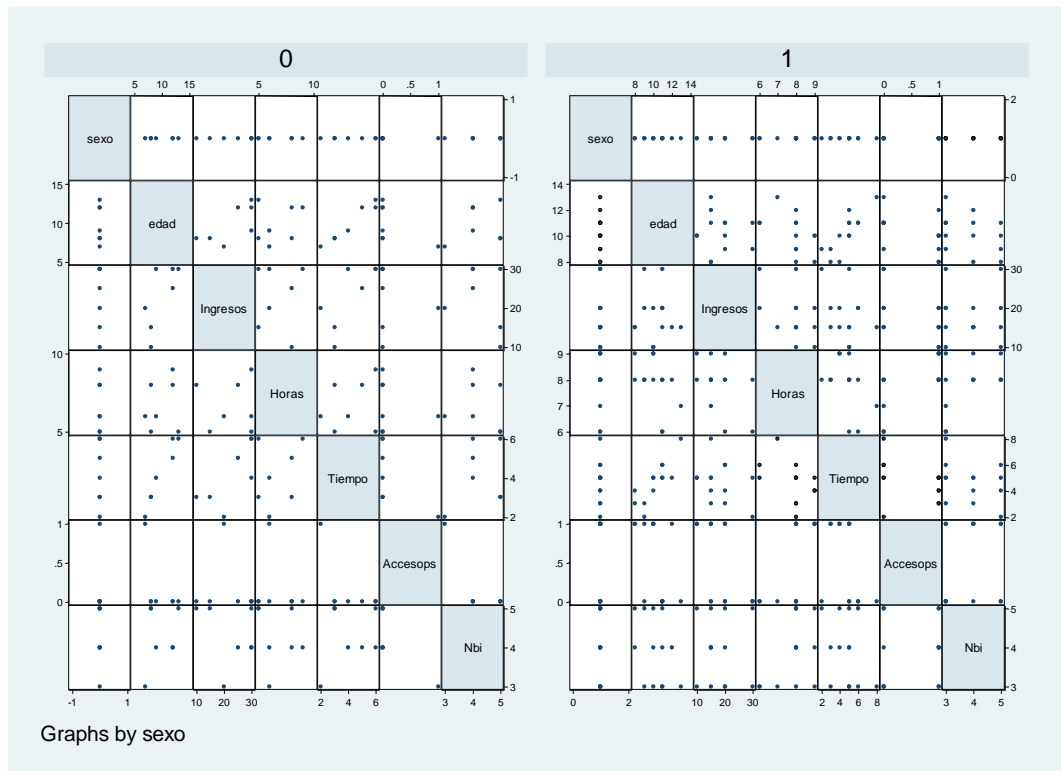 0 1
5 10 15 5 10 0 .5 1 8 10 12 14 6 7 8 9 0 .5 1
sexo -1 1 sexo 0 2
5 10 15 edad 8 10 12 14 edad
Ingresos 10 20 30 Ingresos 10 20 30
5 10 Horas 6 7 8 9 Horas
Tiempo 2 4 6 Tiempo 2 4 6 8
0 .5 1 Accesops 0 .5 1 Accesops
Nbi 3 4 5 Nbi 3 4 5
-1 1 10 20 30 2 4 6 3 4 5 0 2 10 20 30 2 4 6 8 3 4 5
Graphs by sexo